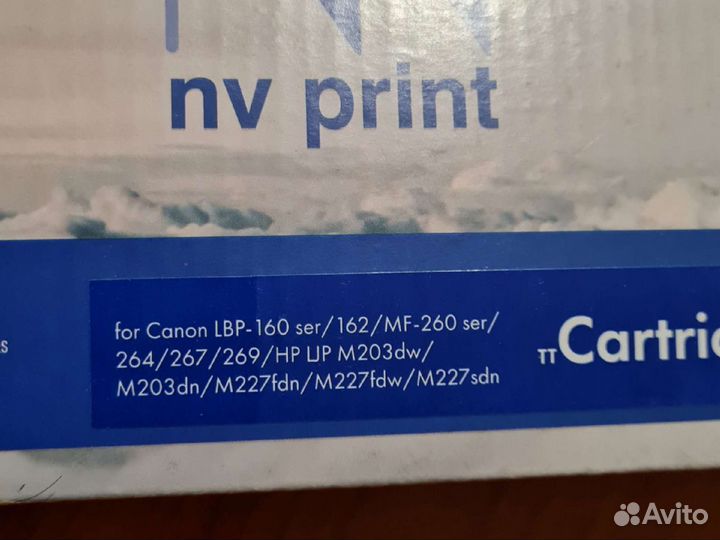 nv print
for Canon LBP-160 ser/162/MF-260 ser/
264/267/269/HP LJP M203dw/
M203dn/M227fdn/M227fdw/M227sdn
Avito